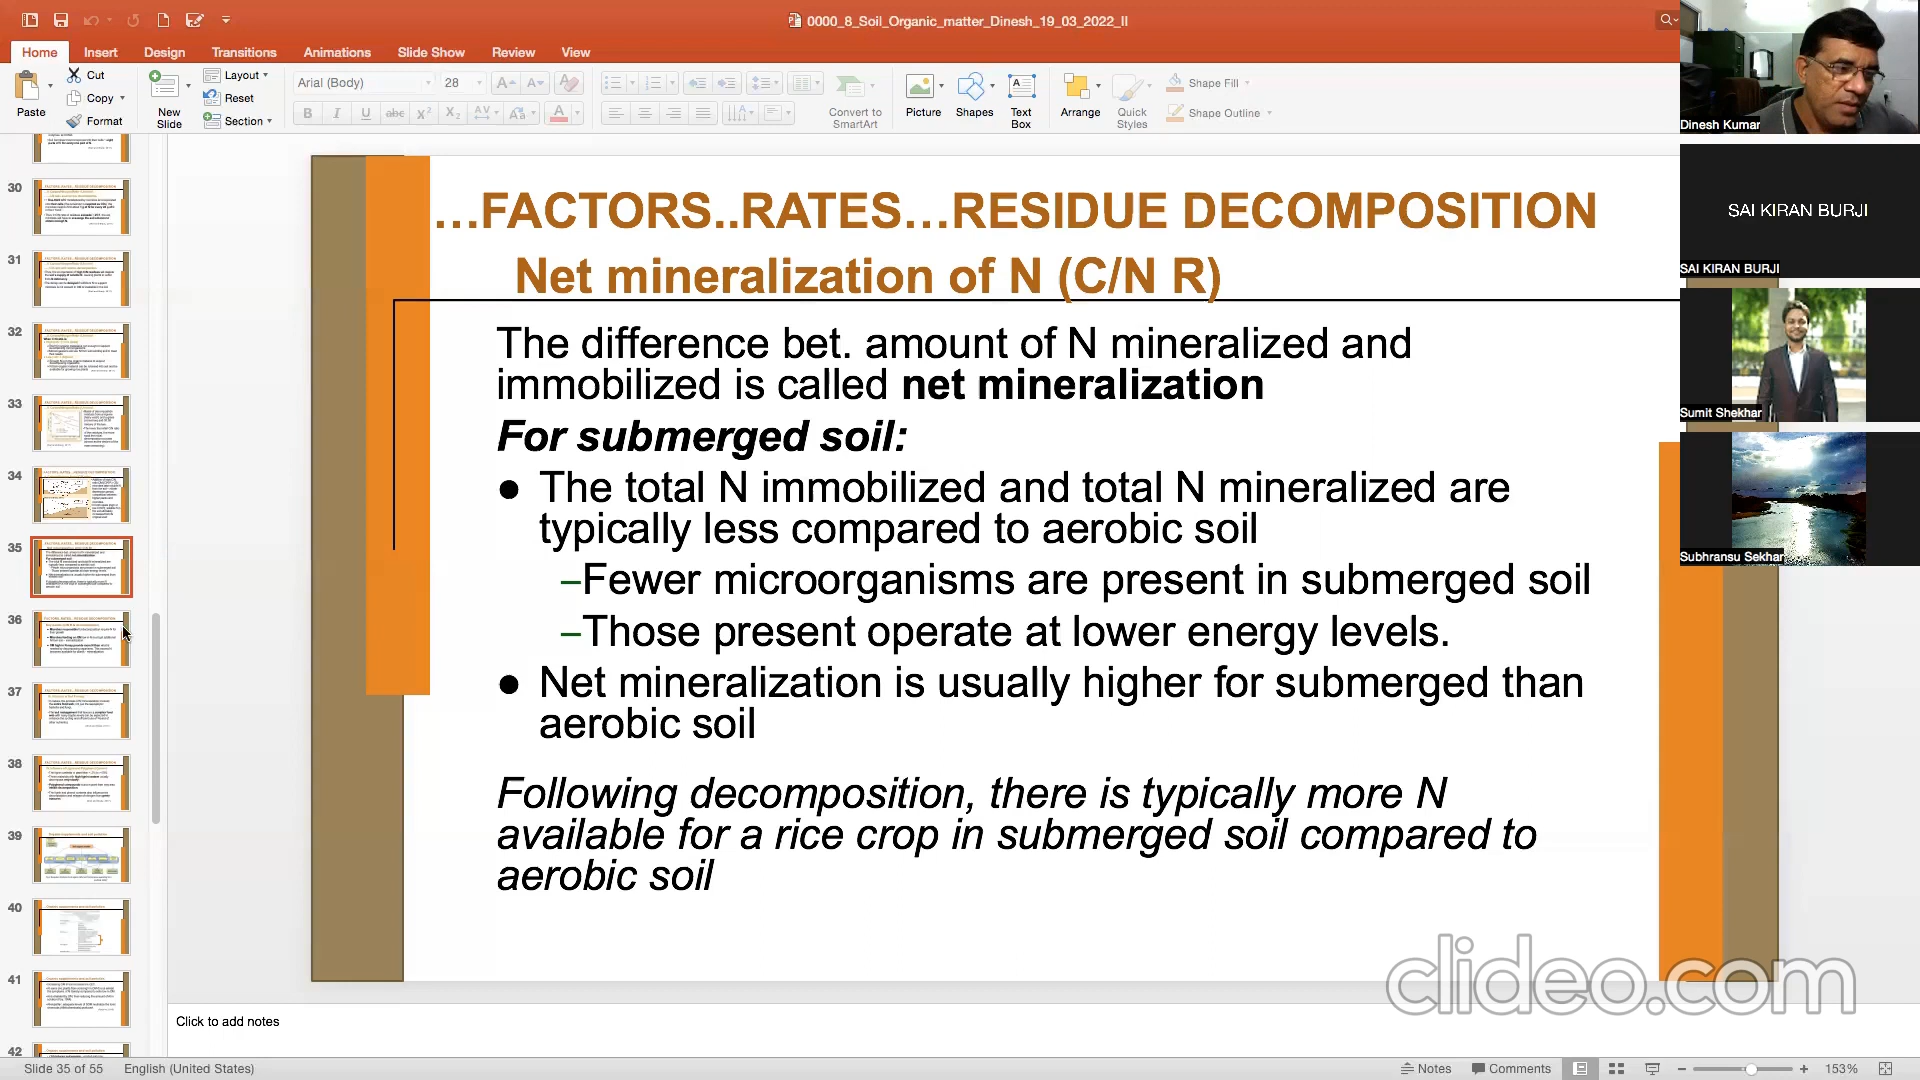 0000_8_Soil_Organic_matter_Dinesh_19_03_2022_II
Home Insert Design Transitions Animations Slide Show Review View
Paste
Cut
Copy
Format
New Slide
Layout
Reset
Section
Arial (Body) 28
B I U abc X² X₂ AV A
Convert to SmartArt
Picture
Shapes
Text Box
Arrange
Quick Styles
Shape Fill
Shape Outline
30
31
32
33
34
35
36
37
38
39
40
41
42
…FACTORS..RATES…RESIDUE DECOMPOSITION
Net mineralization of N (C/N R)
The difference bet. amount of N mineralized and
immobilized is called net mineralization
For submerged soil:
● The total N immobilized and total N mineralized are
typically less compared to aerobic soil
–Fewer microorganisms are present in submerged soil
–Those present operate at lower energy levels.
● Net mineralization is usually higher for submerged than
aerobic soil
Following decomposition, there is typically more N
available for a rice crop in submerged soil compared to
aerobic soil
Dinesh Kumar
SAI KIRAN BURJI
SAI KIRAN BURJI
Sumit Shekhar
Subhransu Sekhar
clideo.com
Click to add notes
Slide 35 of 55 English (United States)
Notes Comments 153%